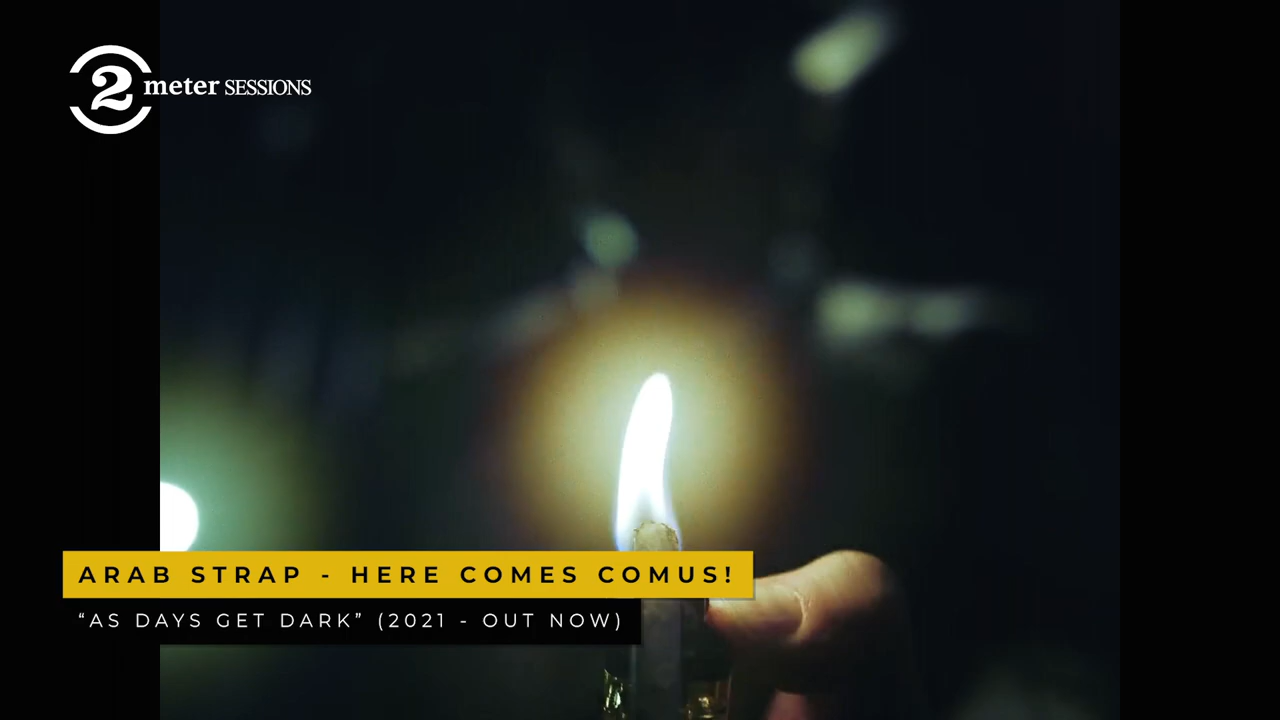 2 meter SESSIONS
ARAB STRAP - HERE COMES COMUS!
“AS DAYS GET DARK” (2021 - OUT NOW)